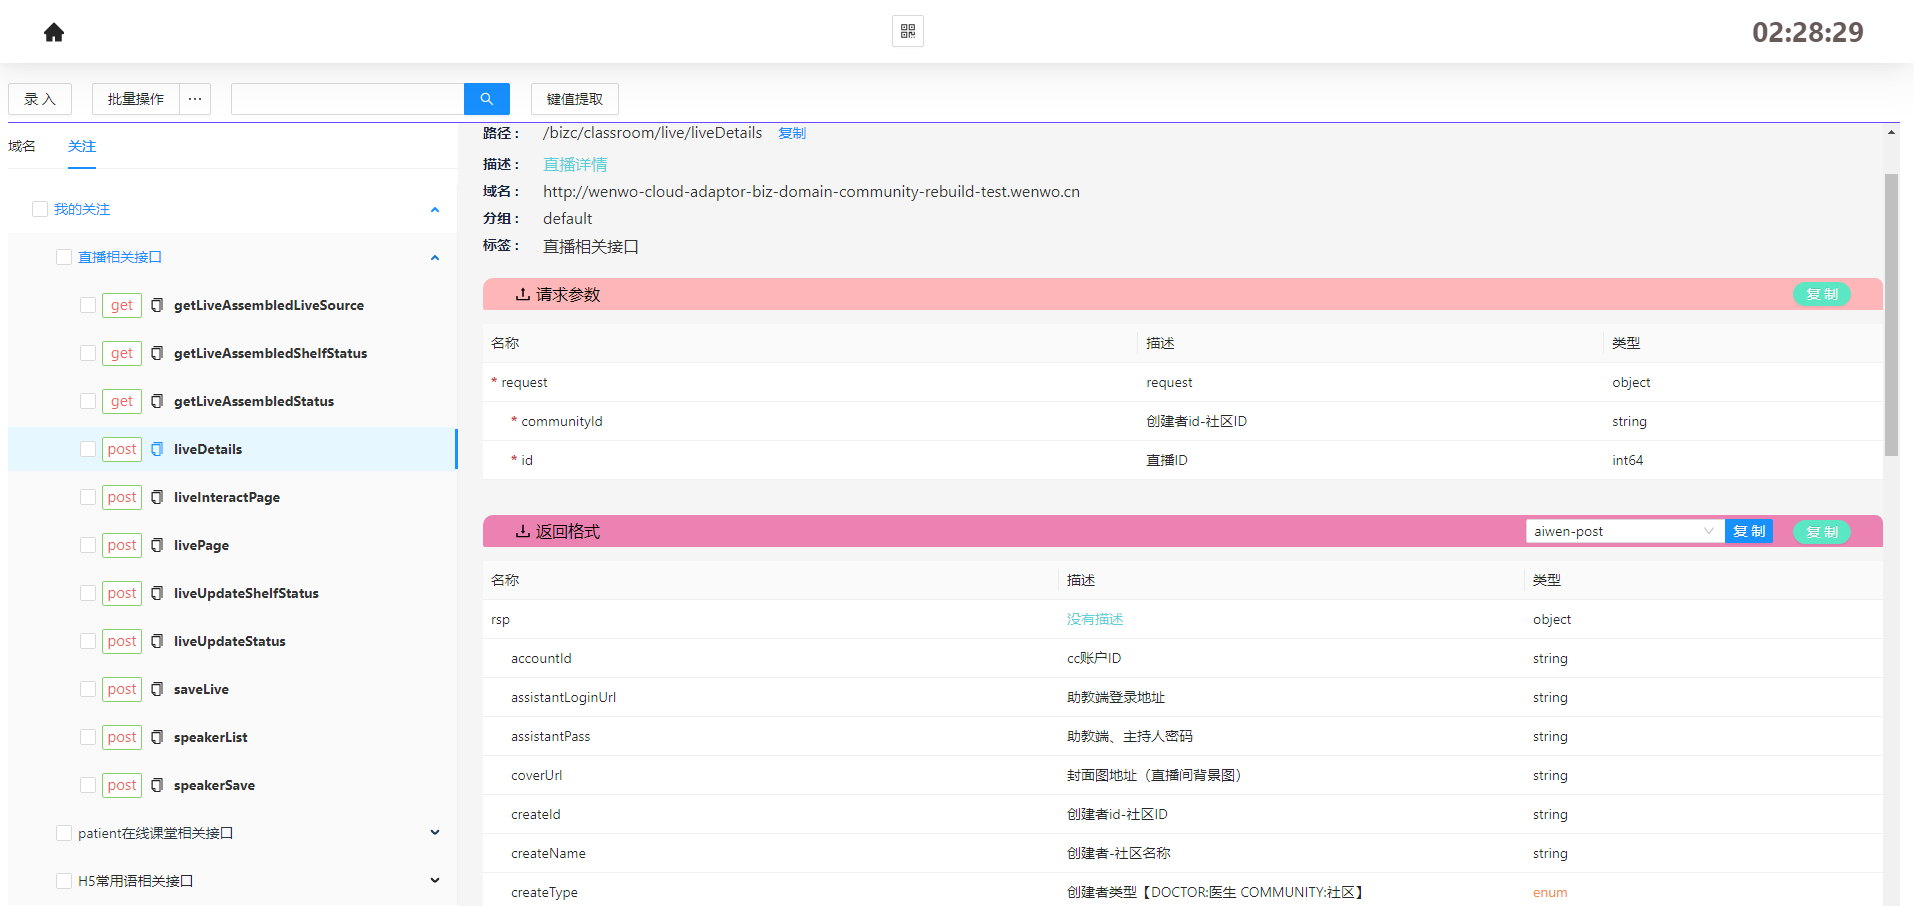 02:28:29
录 入
批量操作
···
键值提取
域名
关注
我的关注
直播相关接口
get
getLiveAssembledLiveSource
get
getLiveAssembledShelfStatus
get
getLiveAssembledStatus
post
liveDetails
post
liveInteractPage
post
livePage
post
liveUpdateShelfStatus
post
liveUpdateStatus
post
saveLive
post
speakerList
post
speakerSave
patient在线课堂相关接口
H5常用语相关接口
路径： /bizc/classroom/live/liveDetails 复制
描述： 直播详情
域名： http://wenwo-cloud-adaptor-biz-domain-community-rebuild-test.wenwo.cn
分组： default
标签： 直播相关接口
请求参数 复 制
名称 描述 类型
* request request object
* communityId 创建者id-社区ID string
* id 直播ID int64
返回格式 aiwen-post 复 制 复 制
名称 描述 类型
rsp 没有描述 object
accountId cc账户ID string
assistantLoginUrl 助教端登录地址 string
assistantPass 助教端、主持人密码 string
coverUrl 封面图地址（直播间背景图） string
createId 创建者id-社区ID string
createName 创建者-社区名称 string
createType 创建者类型【DOCTOR:医生 COMMUNITY:社区】 enum